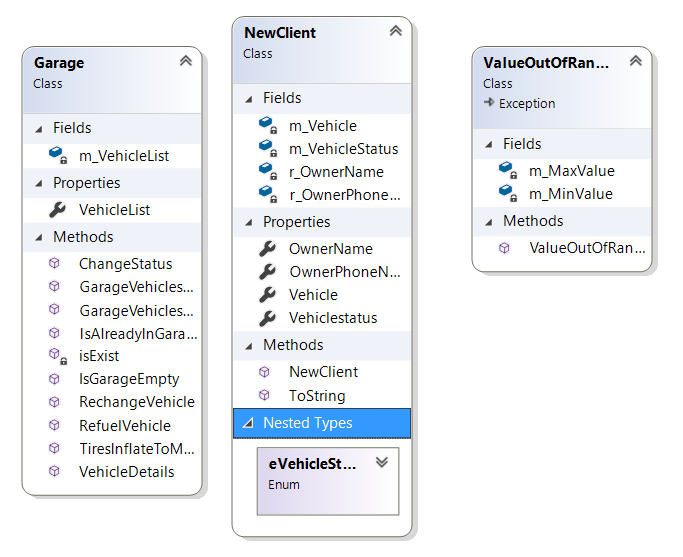 Garage
Class
Fields
m_VehicleList
Properties
VehicleList
Methods
ChangeStatus
GarageVehicles...
GarageVehicles...
IsAlreadyInGara...
isExist
IsGarageEmpty
RechangeVehicle
RefuelVehicle
TiresInflateToM...
VehicleDetails
NewClient
Class
Fields
m_Vehicle
m_VehicleStatus
r_OwnerName
r_OwnerPhone...
Properties
OwnerName
OwnerPhoneN...
Vehicle
Vehiclestatus
Methods
NewClient
ToString
Nested Types
eVehicleSt...
Enum
ValueOutOfRan...
Class
Exception
Fields
m_MaxValue
m_MinValue
Methods
ValueOutOfRan...